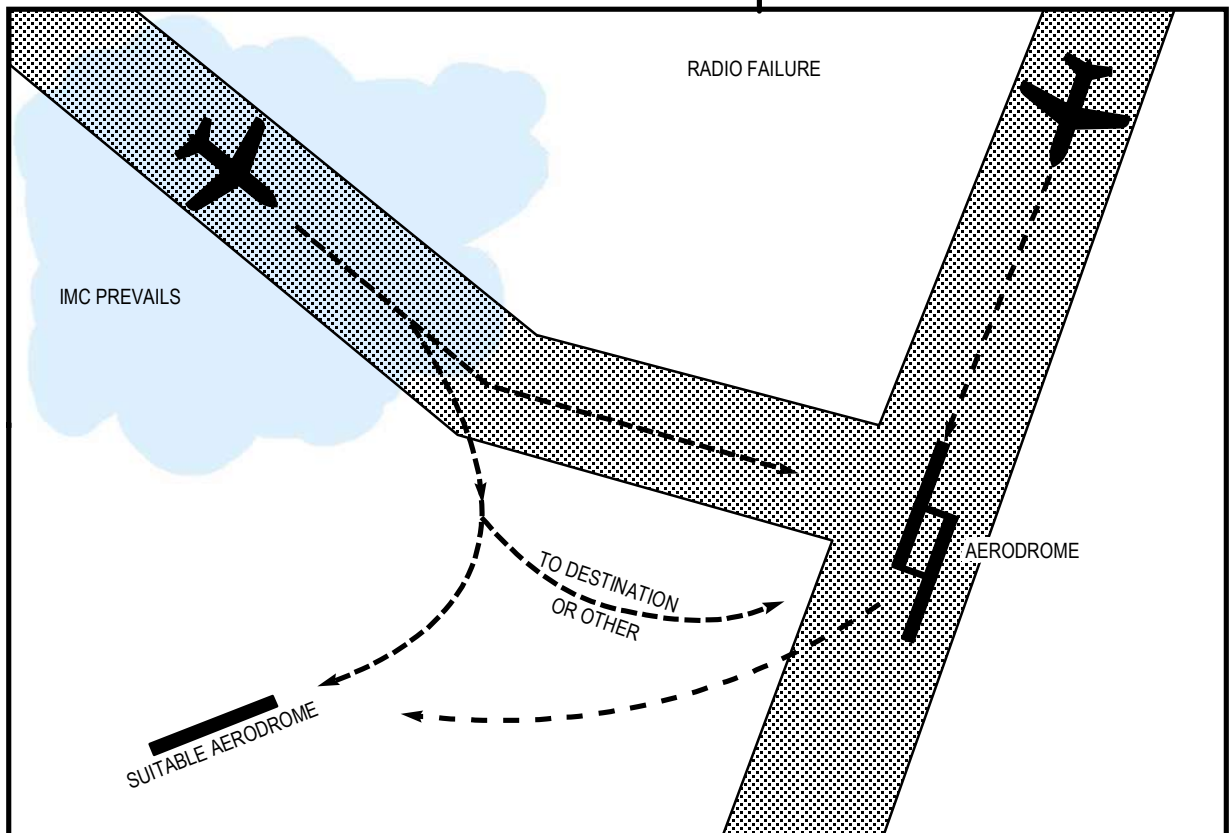 RADIO FAILURE
IMC PREVAILS
AERODROME
TO DESTINATION
OR OTHER
SUITABLE AERODROME